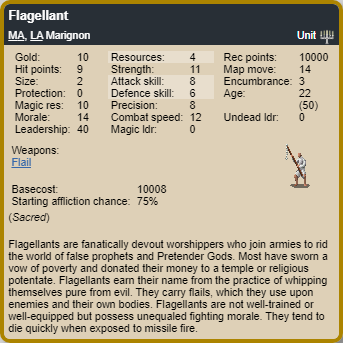 Flagellant
MA, LA Marignon Unit
Gold: 10 Resources: 4 Rec points: 10000
Hit points: 9 Strength: 11 Map move: 14
Size: 2 Attack skill: 8 Encumbrance: 3
Protection: 0 Defence skill: 6 Age: 22
Magic res: 10 Precision: 8 (50)
Morale: 14 Combat speed: 12 Undead ldr: 0
Leadership: 40 Magic ldr: 0
Weapons:
Flail
Basecost: 10008
Starting affliction chance: 75%
(Sacred)
Flagellants are fanatically devout worshippers who join armies to rid
the world of false prophets and Pretender Gods. Most have sworn a
vow of poverty and donated their money to a temple or religious
potentate. Flagellants earn their name from the practice of whipping
themselves pure from evil. They carry flails, which they use upon
enemies and their own bodies. Flagellants are not well-trained or
well-equipped but possess unequaled fighting morale. They tend to
die quickly when exposed to missile fire.